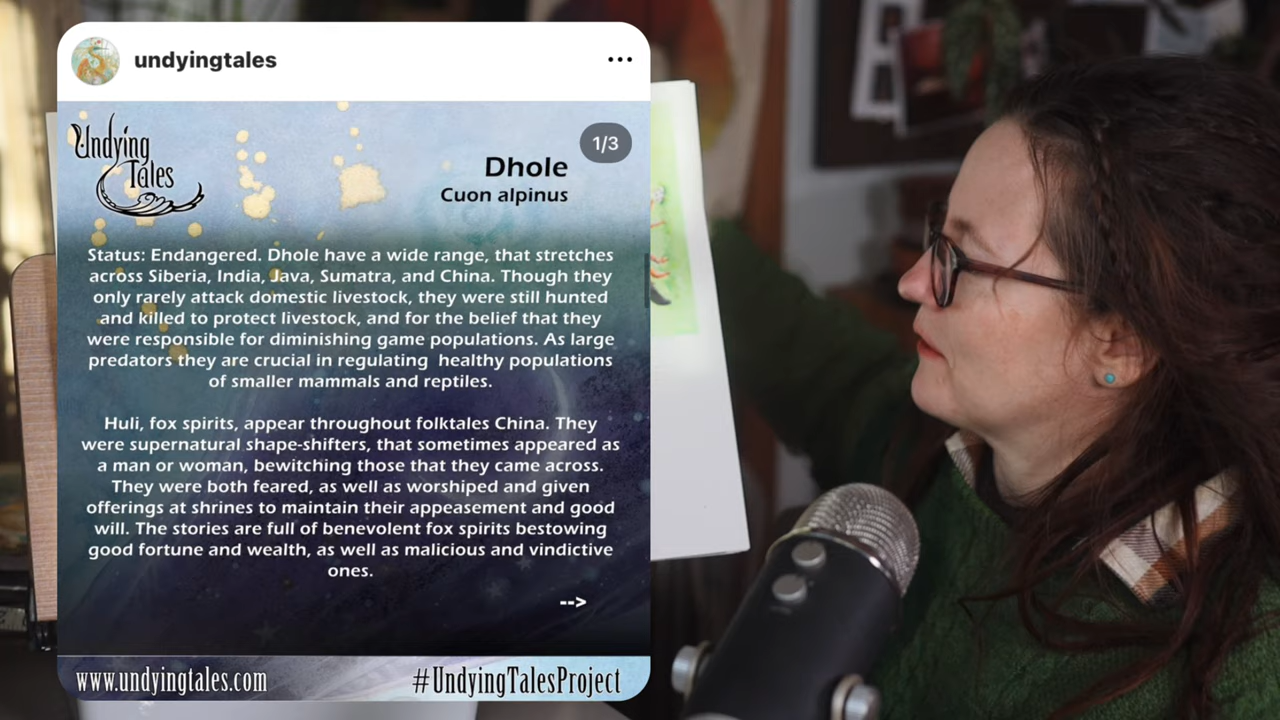 undyingtales
Undying
Tales
1/3
Dhole
Cuon alpinus
Status: Endangered. Dhole have a wide range, that stretches
across Siberia, India, Java, Sumatra, and China. Though they
only rarely attack domestic livestock, they were still hunted
and killed to protect livestock, and for the belief that they
were responsible for diminishing game populations. As large
predators they are crucial in regulating healthy populations
of smaller mammals and reptiles.
Huli, fox spirits, appear throughout folktales China. They
were supernatural shape-shifters, that sometimes appeared as
a man or woman, bewitching those that they came across.
They were both feared, as well as worshiped and given
offerings at shrines to maintain their appeasement and good
will. The stories are full of benevolent fox spirits bestowing
good fortune and wealth, as well as malicious and vindictive
ones.
-->
www.undyingtales.com
#UndyingTalesProject